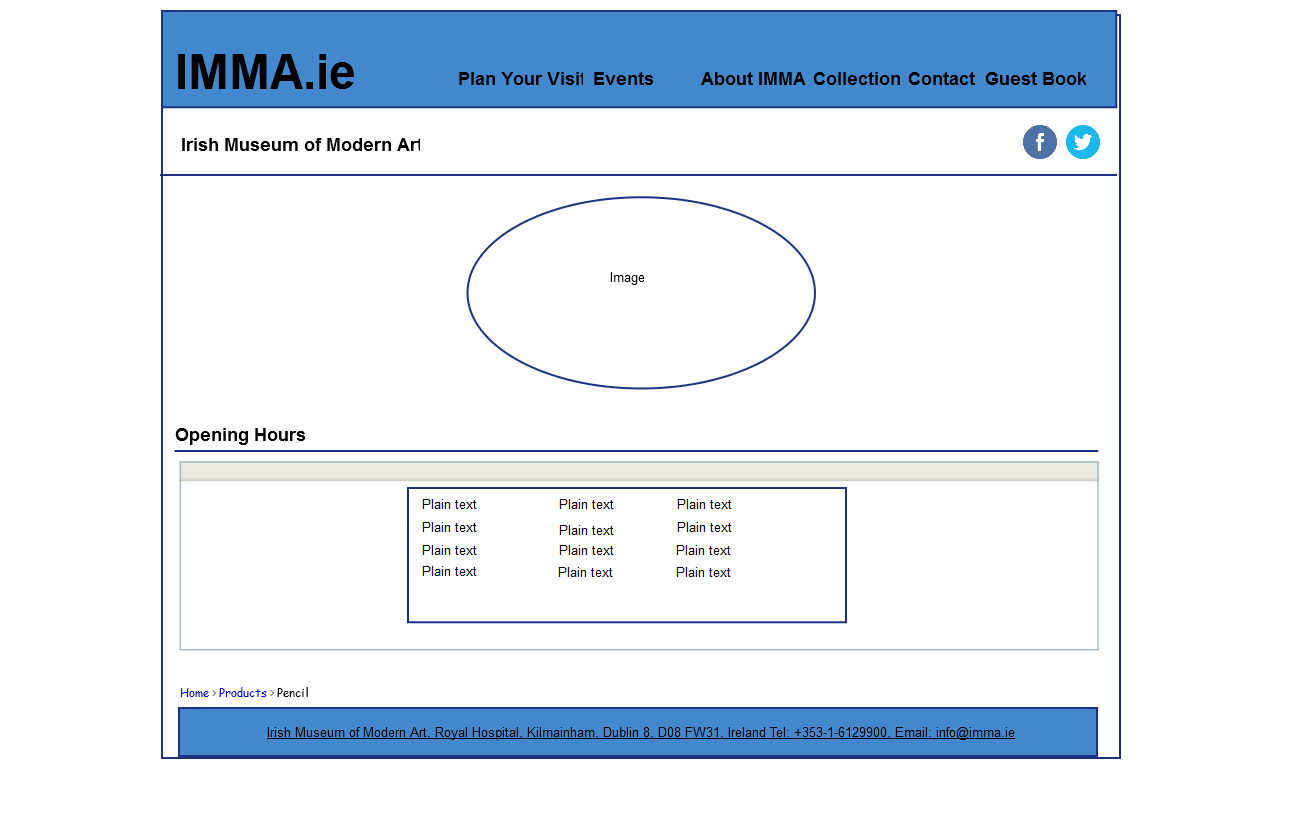 IMMA.ie
Plan Your Visit Events About IMMA Collection Contact Guest Book
Irish Museum of Modern Art
f
Image
Opening Hours
Plain text Plain text Plain text
Plain text Plain text Plain text
Plain text Plain text Plain text
Plain text Plain text Plain text
Home > Products > Pencil
Irish Museum of Modern Art, Royal Hospital, Kilmainham, Dublin 8, D08 FW31, Ireland Tel: +353-1-6129900, Email: info@imma.ie